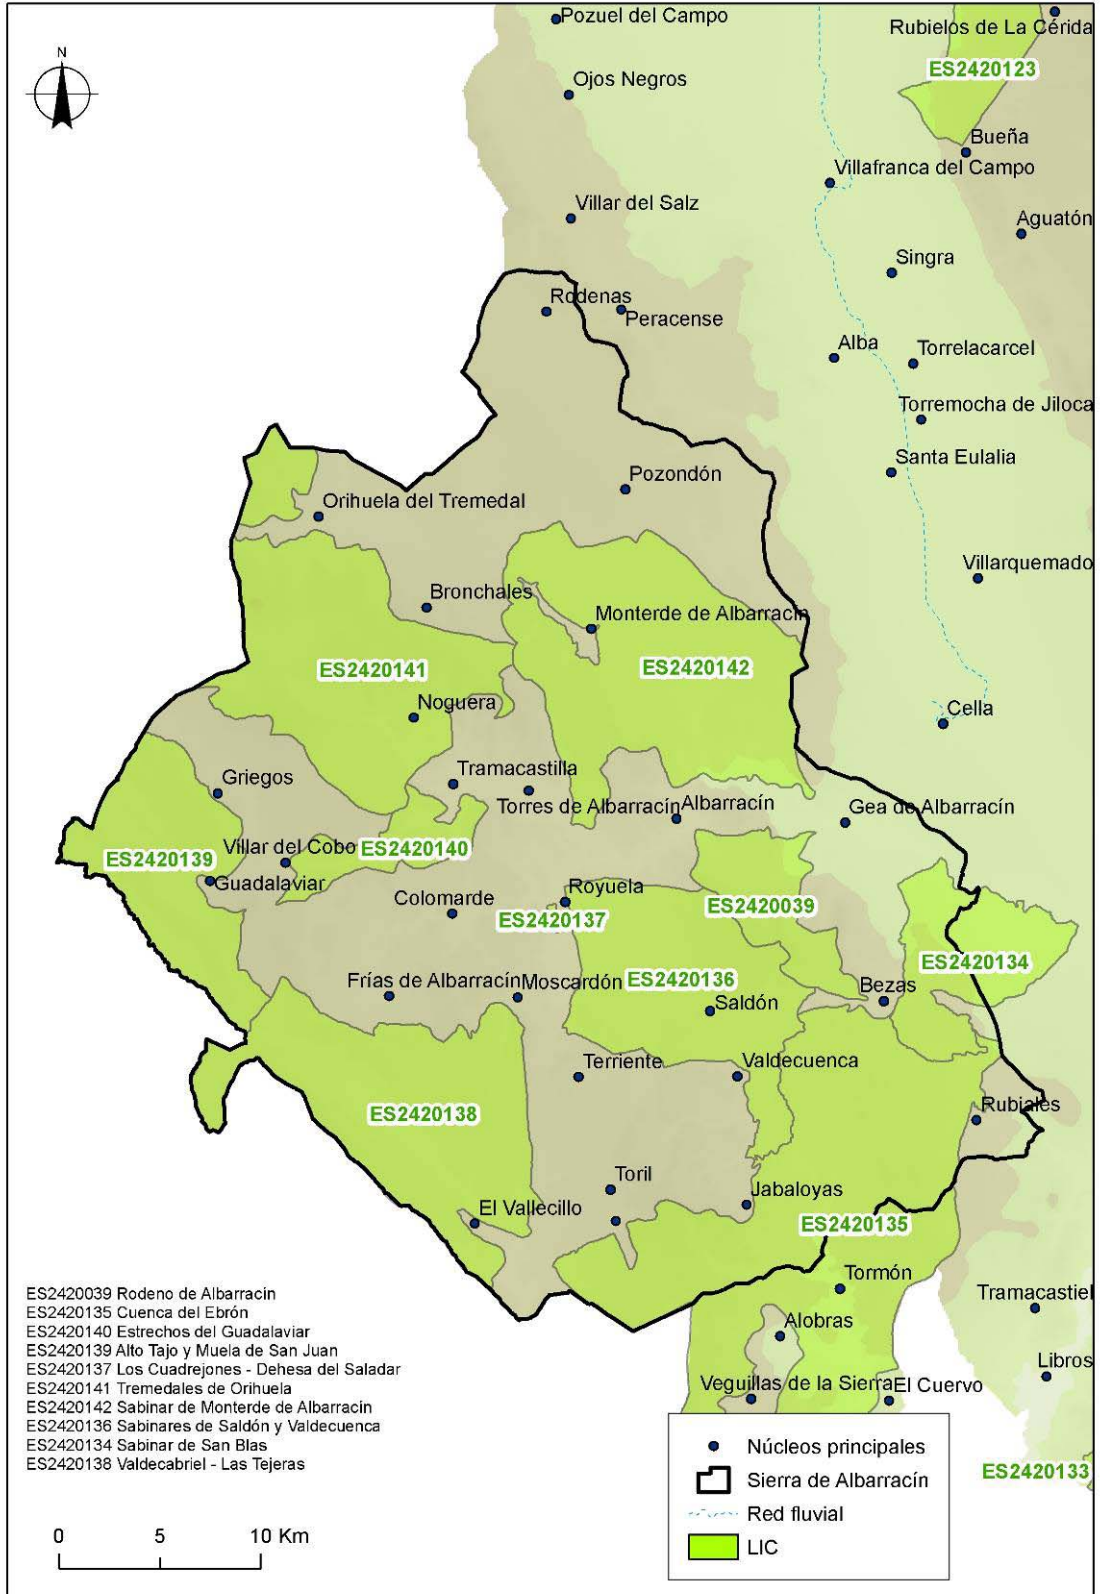 Pozuel del Campo
Rubielos de La Cérida
N
ES2420123
Ojos Negros
Bueña
Villafranca del Campo
Villar del Salz
Aguatón
Singra
Rodenas
Peracense
Alba
Torrelacarcel
Torremocha de Jiloca
Santa Eulalia
Pozondón
Orihuela del Tremedal
Villarquemado
Bronchales
Monterde de Albarracín
ES2420141
ES2420142
Noguera
Cella
Griegos
Tramacastilla
Torres de Albarracín
Albarracín
Gea de Albarracín
Villar del Cobo
ES2420140
ES2420139
Guadalaviar
Colomarde
Royuela
ES2420137
ES2420039
ES2420134
Frías de Albarracín
Moscardón
ES2420136
Bezas
Saldón
Terriente
Valdecuenca
ES2420138
Rubiales
Toril
Jabaloyas
El Vallecillo
ES2420135
Tormón
Tramacastiel
Alobras
Libros
Veguillas de la Sierra
El Cuervo
ES2420133
ES2420039 Rodeno de Albarracín
ES2420135 Cuenca del Ebrón
ES2420140 Estrechos del Guadalaviar
ES2420139 Alto Tajo y Muela de San Juan
ES2420137 Los Cuadrejones - Dehesa del Saladar
ES2420141 Tremedales de Orihuela
ES2420142 Sabinar de Monterde de Albarracín
ES2420136 Sabinares de Saldón y Valdecuenca
ES2420134 Sabinar de San Blas
ES2420138 Valdecabriel - Las Tejeras
0 5 10 Km
Núcleos principales
Sierra de Albarracín
Red fluvial
LIC